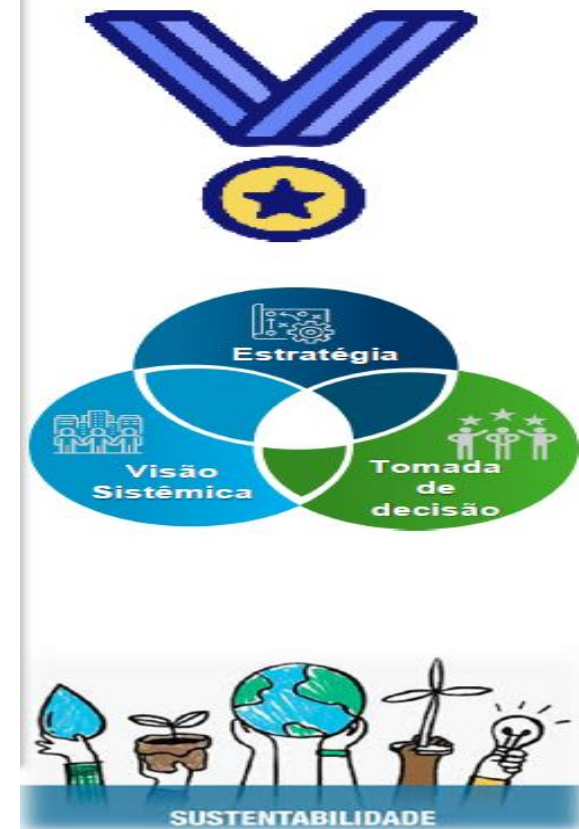 Estratégia
Visão
Sistêmica
Tomada
de
decisão
SUSTENTABILIDADE